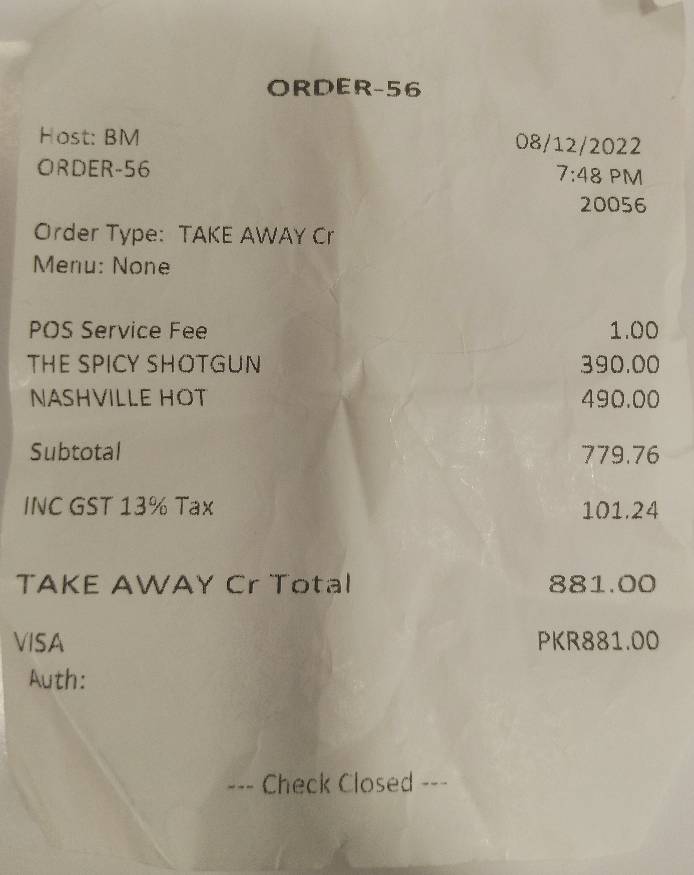 ORDER-56
Host: BM 08/12/2022
ORDER-56 7:48 PM
20056
Order Type: TAKE AWAY Cr
Menu: None
POS Service Fee 1.00
THE SPICY SHOTGUN 390.00
NASHVILLE HOT 490.00
Subtotal 779.76
INC GST 13% Tax 101.24
TAKE AWAY Cr Total 881.00
VISA PKR881.00
Auth:
--- Check Closed ---